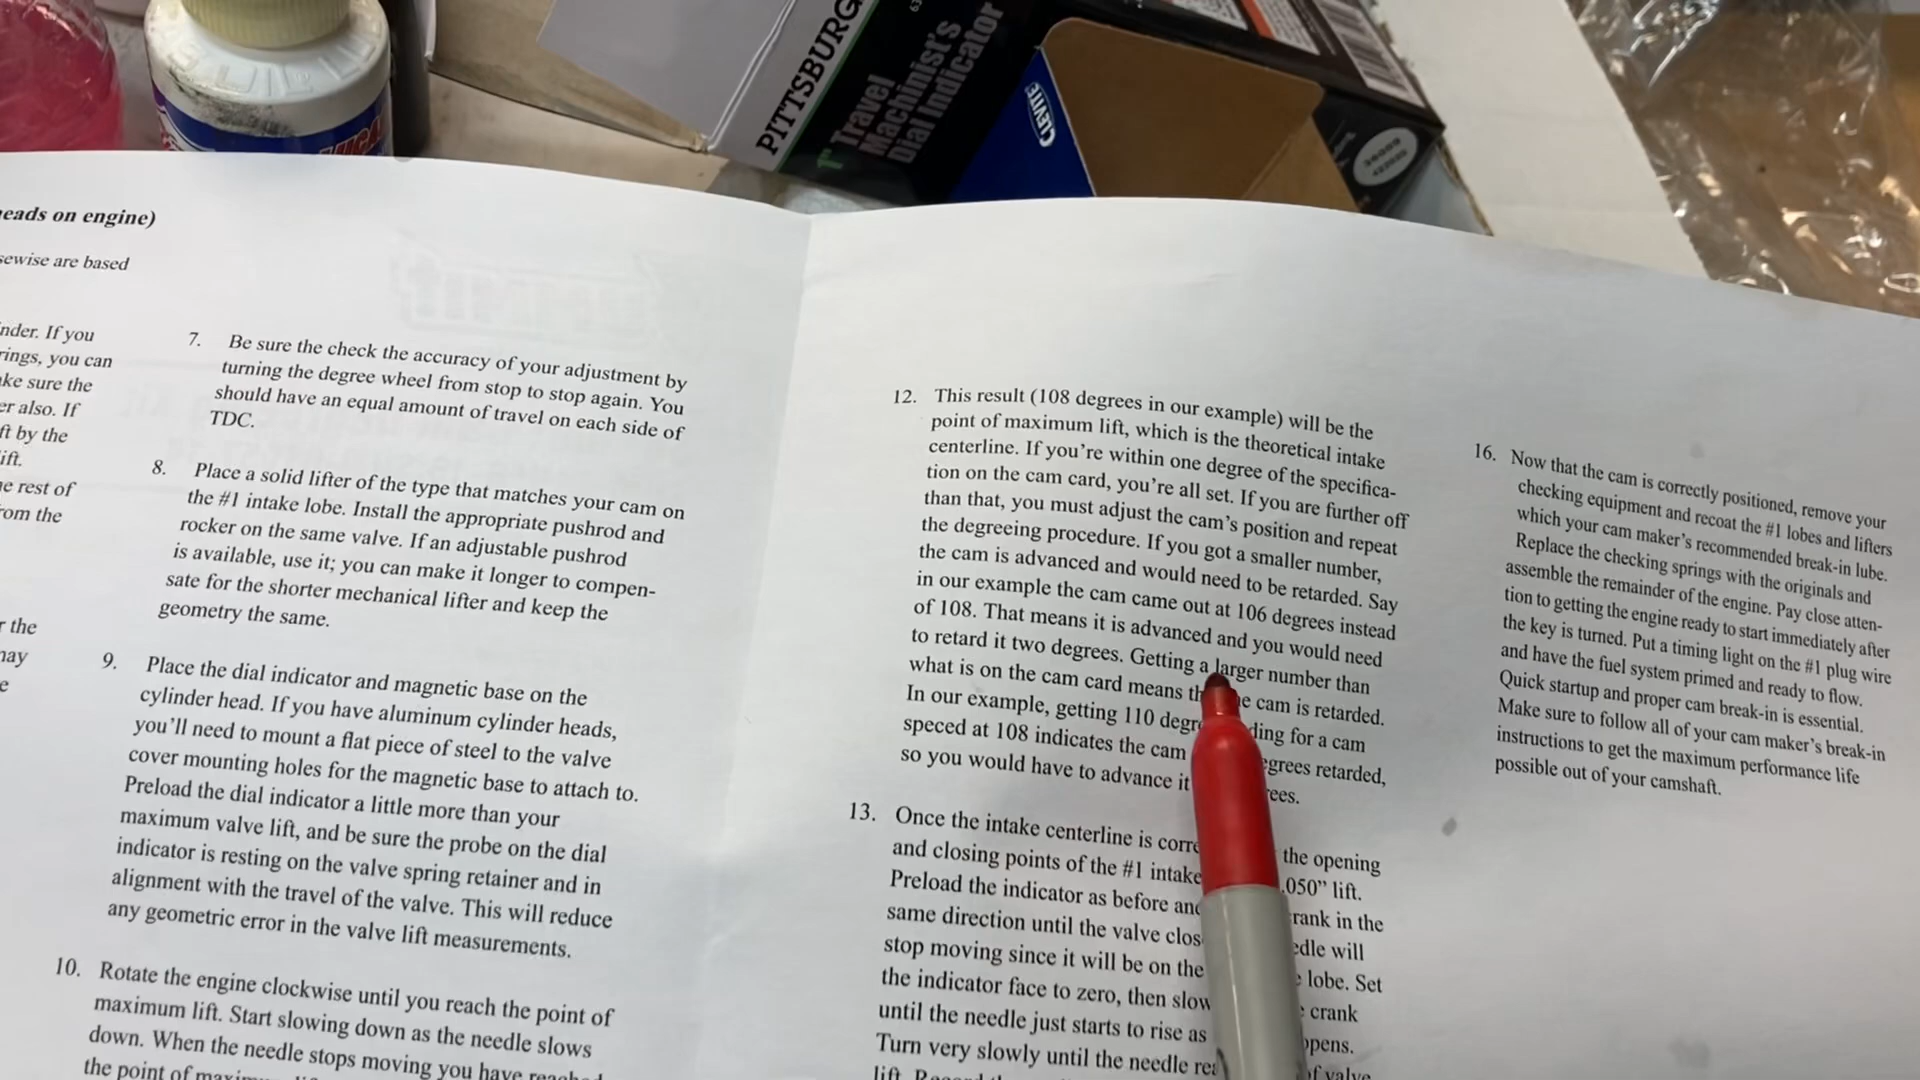 PITTSBURG
1" Travel
Machinist's
Dial Indicator
CLEVITE
eads on engine)
sewise are based
nder. If you
rings, you can
ke sure the
er also. If
ft by the
lift.
e rest of
rom the
r the
may
e
7. Be sure the check the accuracy of your adjustment by
turning the degree wheel from stop to stop again. You
should have an equal amount of travel on each side of
TDC.
8. Place a solid lifter of the type that matches your cam on
the #1 intake lobe. Install the appropriate pushrod and
rocker on the same valve. If an adjustable pushrod
is available, use it; you can make it longer to compen-
sate for the shorter mechanical lifter and keep the
geometry the same.
9. Place the dial indicator and magnetic base on the
cylinder head. If you have aluminum cylinder heads,
you'll need to mount a flat piece of steel to the valve
cover mounting holes for the magnetic base to attach to.
Preload the dial indicator a little more than your
maximum valve lift, and be sure the probe on the dial
indicator is resting on the valve spring retainer and in
alignment with the travel of the valve. This will reduce
any geometric error in the valve lift measurements.
10. Rotate the engine clockwise until you reach the point of
maximum lift. Start slowing down as the needle slows
down. When the needle stops moving you have reached
the point of maxim
12. This result (108 degrees in our example) will be the
point of maximum lift, which is the theoretical intake
centerline. If you're within one degree of the specifica-
tion on the cam card, you're all set. If you are further off
than that, you must adjust the cam's position and repeat
the degreeing procedure. If you got a smaller number,
the cam is advanced and would need to be retarded. Say
in our example the cam came out at 106 degrees instead
of 108. That means it is advanced and you would need
to retard it two degrees. Getting a larger number than
what is on the cam card means th e cam is retarded.
In our example, getting 110 degr ding for a cam
speced at 108 indicates the cam egrees retarded,
so you would have to advance it rees.
13. Once the intake centerline is corre the opening
and closing points of the #1 intake .050" lift.
Preload the indicator as before and crank in the
same direction until the valve clos edle will
stop moving since it will be on the lobe. Set
the indicator face to zero, then slow crank
until the needle just starts to rise as opens.
Turn very slowly until the needle rea of valve
lift.
16. Now that the cam is correctly positioned, remove your
checking equipment and recoat the #1 lobes and lifters
which your cam maker's recommended break-in lube.
Replace the checking springs with the originals and
assemble the remainder of the engine. Pay close atten-
tion to getting the engine ready to start immediately after
the key is turned. Put a timing light on the #1 plug wire
and have the fuel system primed and ready to flow.
Quick startup and proper cam break-in is essential.
Make sure to follow all of your cam maker's break-in
instructions to get the maximum performance life
possible out of your camshaft.